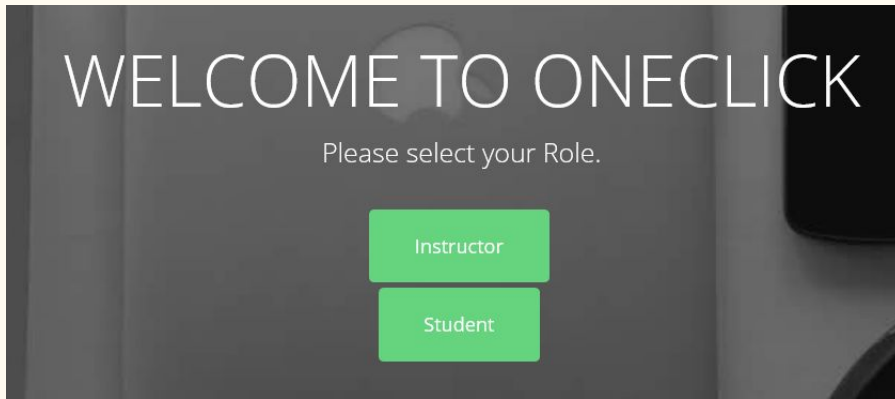 WELCOME TO ONECLICK
Please select your Role.
Instructor
Student